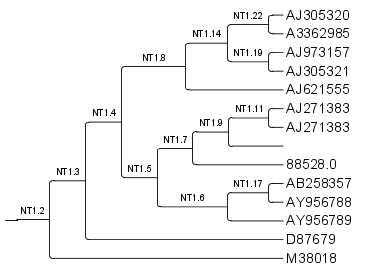 NT1.22
AJ305320
A3362985
NT1.14
NT1.19
AJ973157
AJ305321
NT1.8
AJ621555
NT1.4
NT1.11
AJ271383
AJ271383
NT1.9
NT1.7
88528.0
NT1.3
NT1.5
NT1.17
AB258357
AY956788
NT1.6
AY956789
NT1.2
D87679
M38018